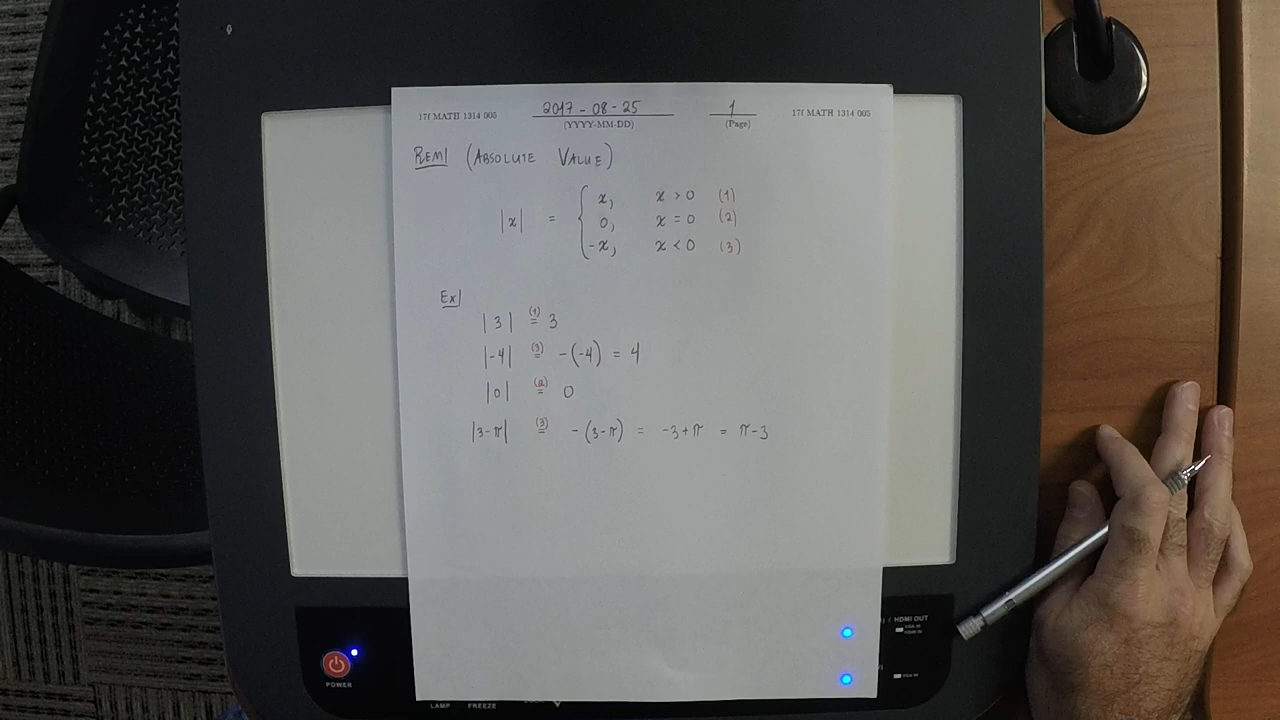 17f MATH 1314 005 2017-08-25 1 17f MATH 1314 005
(YYYY-MM-DD) (Page)
REM| (ABSOLUTE VALUE)
|x| = { x, x > 0 (1)
0, x = 0 (2)
-x, x < 0 (3)
Ex|
|3| (1)= 3
|-4| (3)= -(-4) = 4
|0| (2)= 0
|3-π| (3)= -(3-π) = -3+π = π-3
HDMI OUT
POWER
LAMP FREEZE